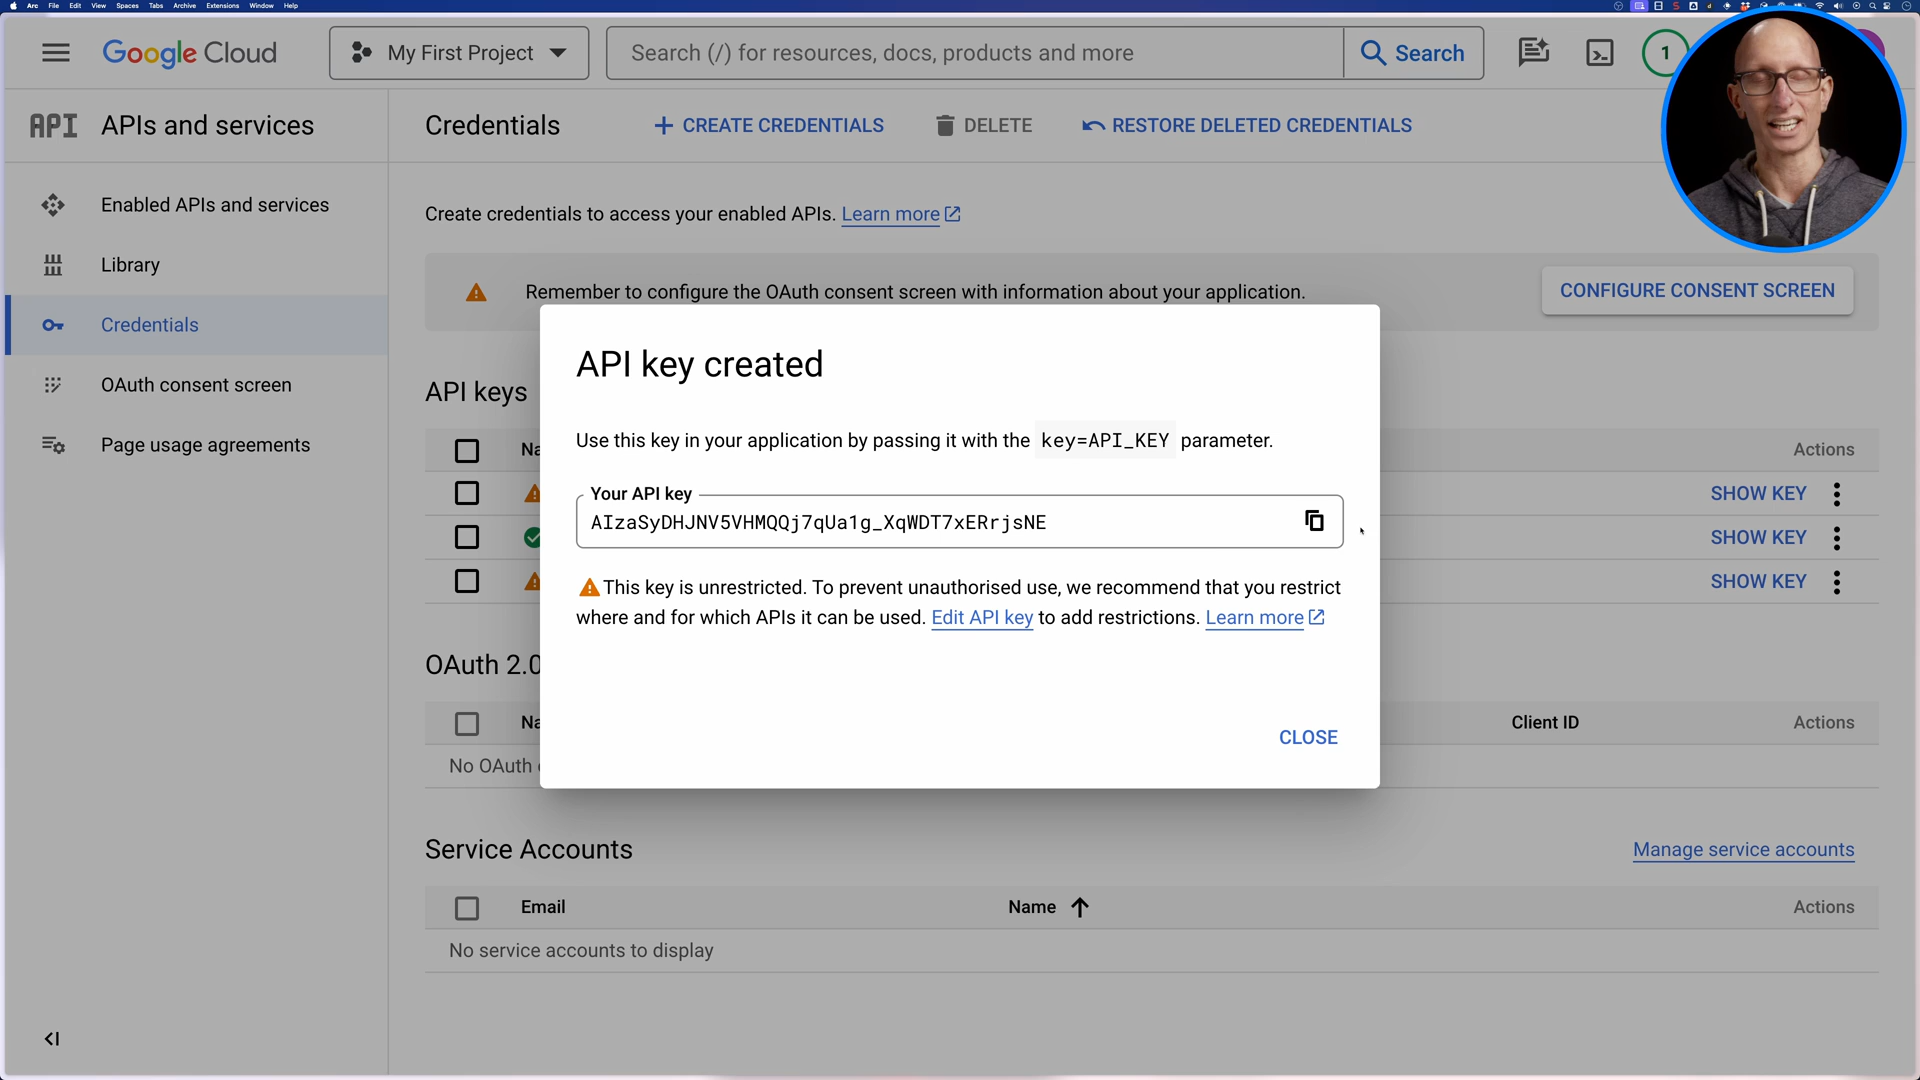 Arc File Edit View Spaces Tabs Archive Extensions Window Help
Google Cloud
My First Project
Search (/) for resources, docs, products and more
Search
1
API APIs and services
Credentials
CREATE CREDENTIALS
DELETE
RESTORE DELETED CREDENTIALS
Enabled APIs and services
Library
Credentials
OAuth consent screen
Page usage agreements
Create credentials to access your enabled APIs. Learn more
Remember to configure the OAuth consent screen with information about your application.
CONFIGURE CONSENT SCREEN
API keys
Na
Actions
SHOW KEY
SHOW KEY
SHOW KEY
API key created
Use this key in your application by passing it with the key=API_KEY parameter.
Your API key
AIzaSyDHJNV5VHMQQj7qUa1g_XqWDT7xERrjsNE
This key is unrestricted. To prevent unauthorised use, we recommend that you restrict
where and for which APIs it can be used. Edit API key to add restrictions. Learn more
CLOSE
OAuth 2.0
Na
Client ID
Actions
No OAuth
Service Accounts
Manage service accounts
Email
Name
Actions
No service accounts to display